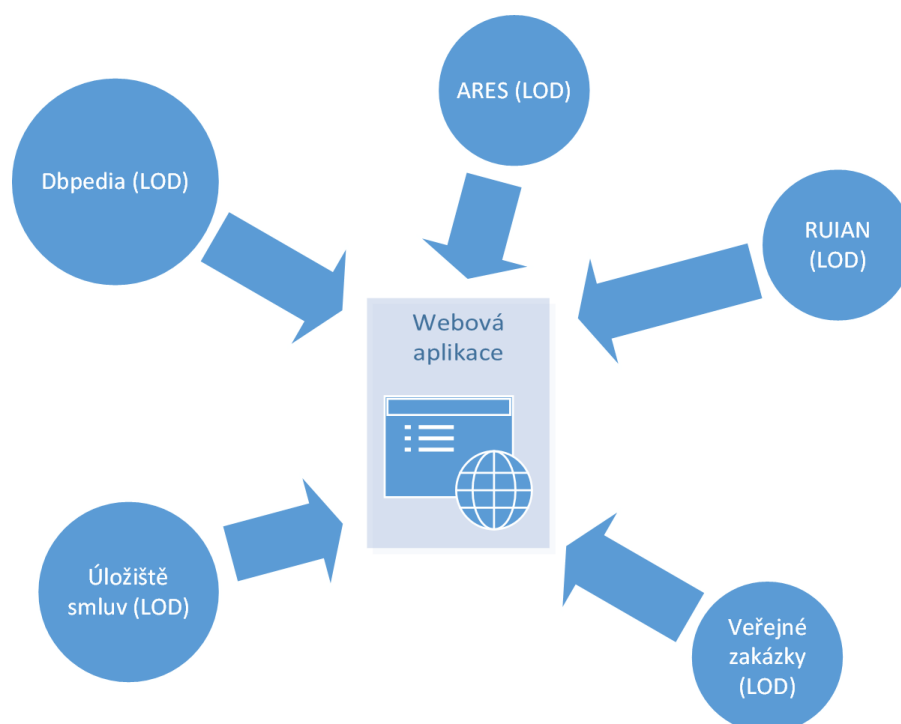 ARES (LOD)
Dbpedia (LOD)
RUIAN
(LOD)
Webová
aplikace
Úložiště
smluv (LOD)
Veřejné
zakázky
(LOD)